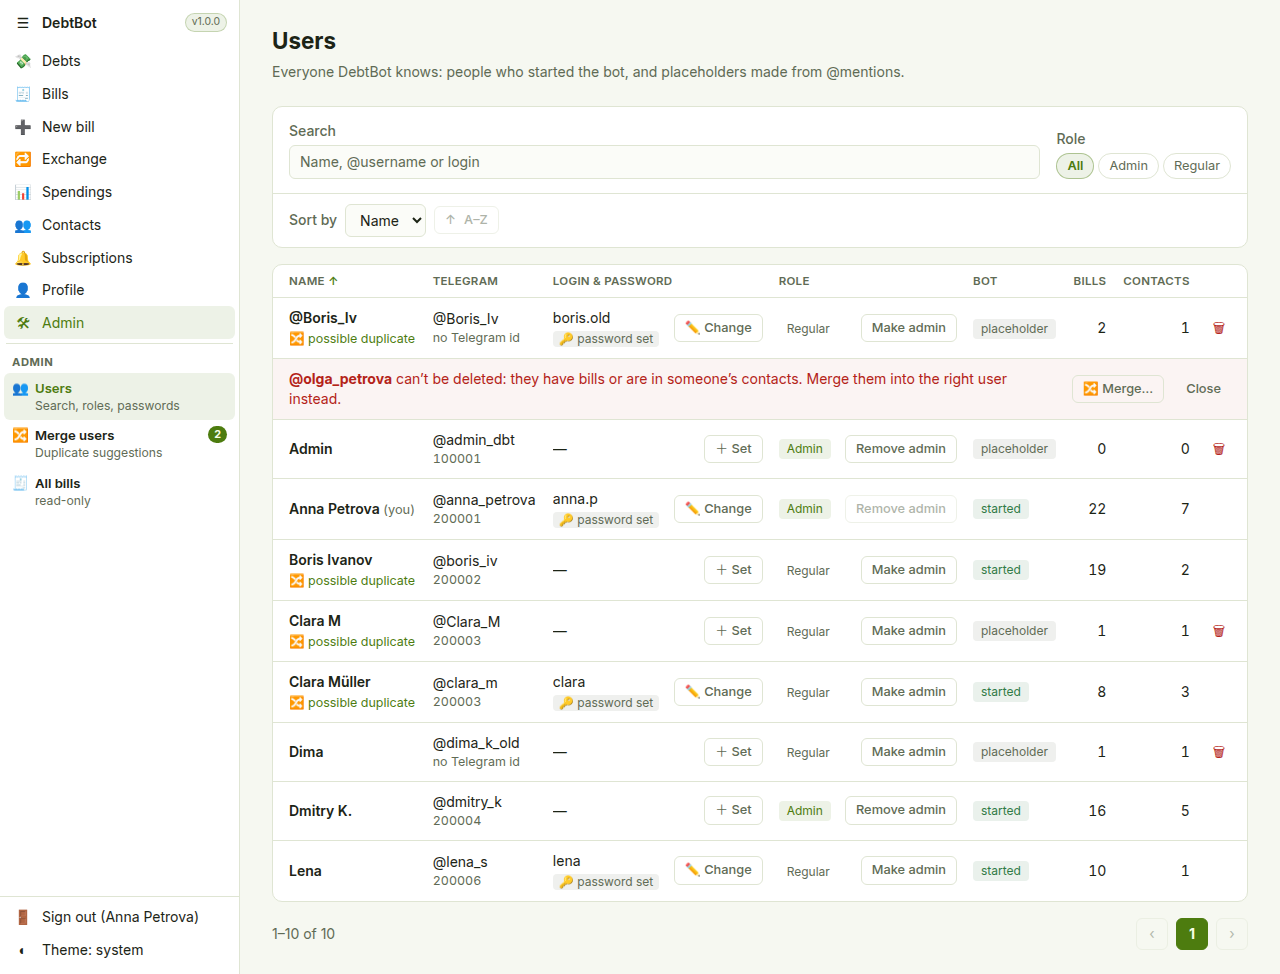 ☰ DebtBot v1.0.0
Debts
Bills
New bill
Exchange
Spendings
Contacts
Subscriptions
Profile
Admin
ADMIN
Users
Search, roles, passwords
Merge users 2
Duplicate suggestions
All bills
read-only
Sign out (Anna Petrova)
Theme: system
Users
Everyone DebtBot knows: people who started the bot, and placeholders made from @mentions.
Search
Name, @username or login
Role
All Admin Regular
Sort by Name ↑ A–Z
NAME ↑ TELEGRAM LOGIN & PASSWORD ROLE BOT BILLS CONTACTS
@Boris_Iv @Boris_Iv boris.old Change Regular Make admin placeholder 2 1
possible duplicate no Telegram id password set
@olga_petrova can’t be deleted: they have bills or are in someone’s contacts. Merge them into the right user
instead.
Merge... Close
Admin @admin_dbt — + Set Admin Remove admin placeholder 0 0
100001
Anna Petrova (you) @anna_petrova anna.p Change Admin Remove admin started 22 7
200001 password set
Boris Ivanov @boris_iv — + Set Regular Make admin started 19 2
possible duplicate 200002
Clara M @Clara_M — + Set Regular Make admin placeholder 1 1
possible duplicate 200003
Clara Müller @clara_m clara Change Regular Make admin started 8 3
possible duplicate 200003 password set
Dima @dima_k_old — + Set Regular Make admin placeholder 1 1
no Telegram id
Dmitry K. @dmitry_k — + Set Admin Remove admin started 16 5
200004
Lena @lena_s lena Change Regular Make admin started 10 1
200006 password set
1–10 of 10
‹ 1 ›